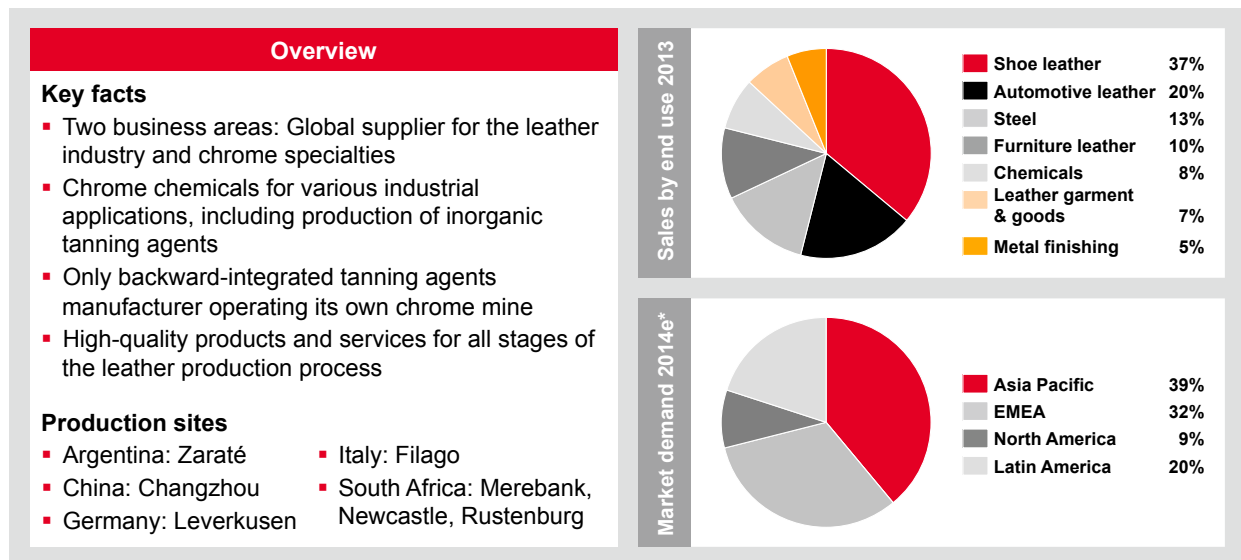 Overview
Key facts
▪ Two business areas: Global supplier for the leather
industry and chrome specialties
▪ Chrome chemicals for various industrial
applications, including production of inorganic
tanning agents
▪ Only backward-integrated tanning agents
manufacturer operating its own chrome mine
▪ High-quality products and services for all stages of
the leather production process
Production sites
▪ Argentina: Zaraté
▪ China: Changzhou
▪ Germany: Leverkusen
▪ Italy: Filago
▪ South Africa: Merebank,
Newcastle, Rustenburg
Sales by end use 2013
Shoe leather 37%
Automotive leather 20%
Steel 13%
Furniture leather 10%
Chemicals 8%
Leather garment
& goods 7%
Metal finishing 5%
Market demand 2014e*
Asia Pacific 39%
EMEA 32%
North America 9%
Latin America 20%